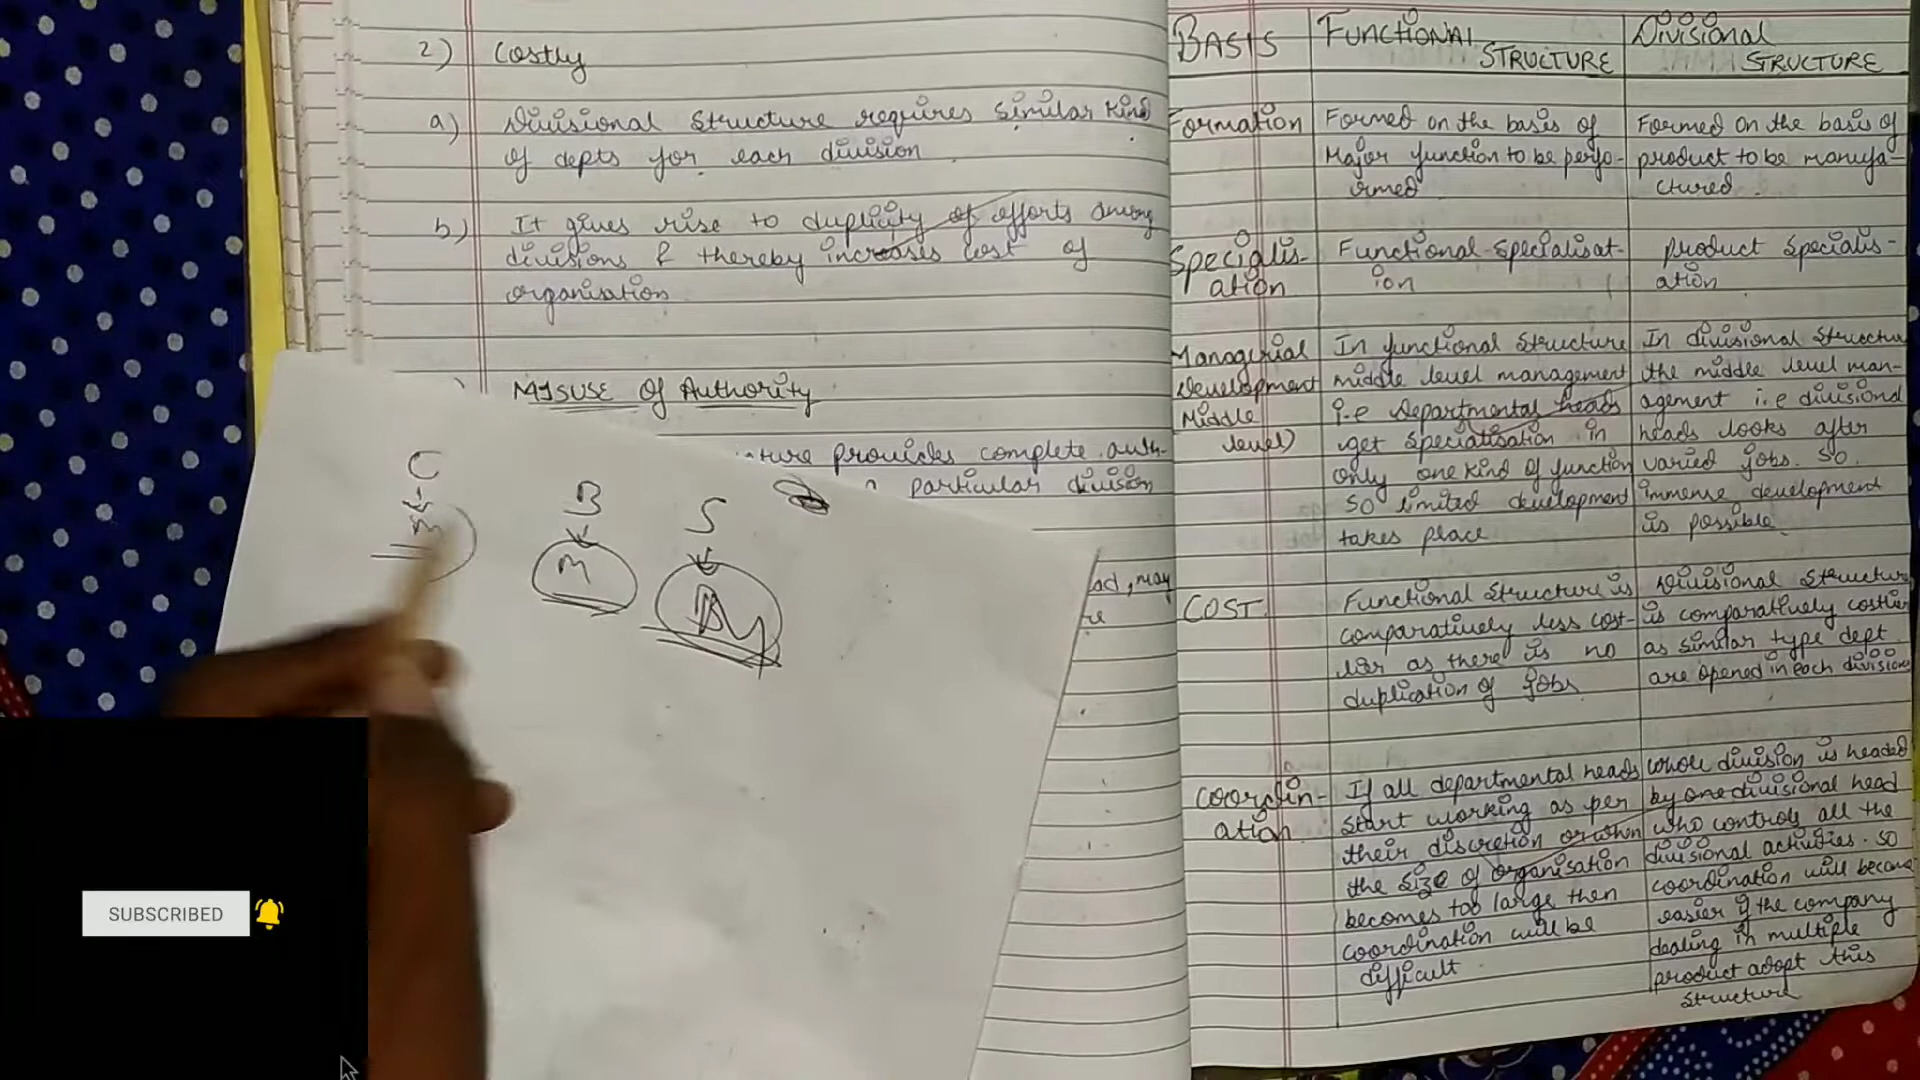 2) Costly
a) Divisional Structure requires similar kind
of depts for each division
b) It gives rise to duplicity of efforts among
divisions & thereby increases cost of
organisation
MISUSE OF Authority
ture provides complete auth-
particular division
ad, may
re
C
B
M
S
BASIS
FUNCTIONAL
STRUCTURE
Divisional
STRUCTURE
Formation
Formed on the basis of
Major function to be perfo-
ormed
Formed on the basis of
product to be manufa-
ctured.
Specialis-
ation
Functional Specialisat-
ion
product specialis-
ation
Managerial
Development
Middle
level)
In functional structure
middle level management
i.e Departmental heads
get specialisation in
only one kind of function
so limited development
takes place
In divisional structure
the middle level man-
agement i.e divisional
heads looks after
varied jobs. So
immense development
is possible
COST.
Functional structure is
comparatively less cost-
lier as there is no
duplication of jobs
Divisional structure
is comparatively costlier
as similar type dept
are opened in each division
Coordin-
ation
If all departmental heads
start working as per
their discretion or when
the size of organisation
becomes too large then
coordination will be
difficult.
whole division is headed
by one divisional head
who controls all the
divisional activities. So
coordination will become
easier if the company
dealing in multiple
product adopt this
structure
SUBSCRIBED